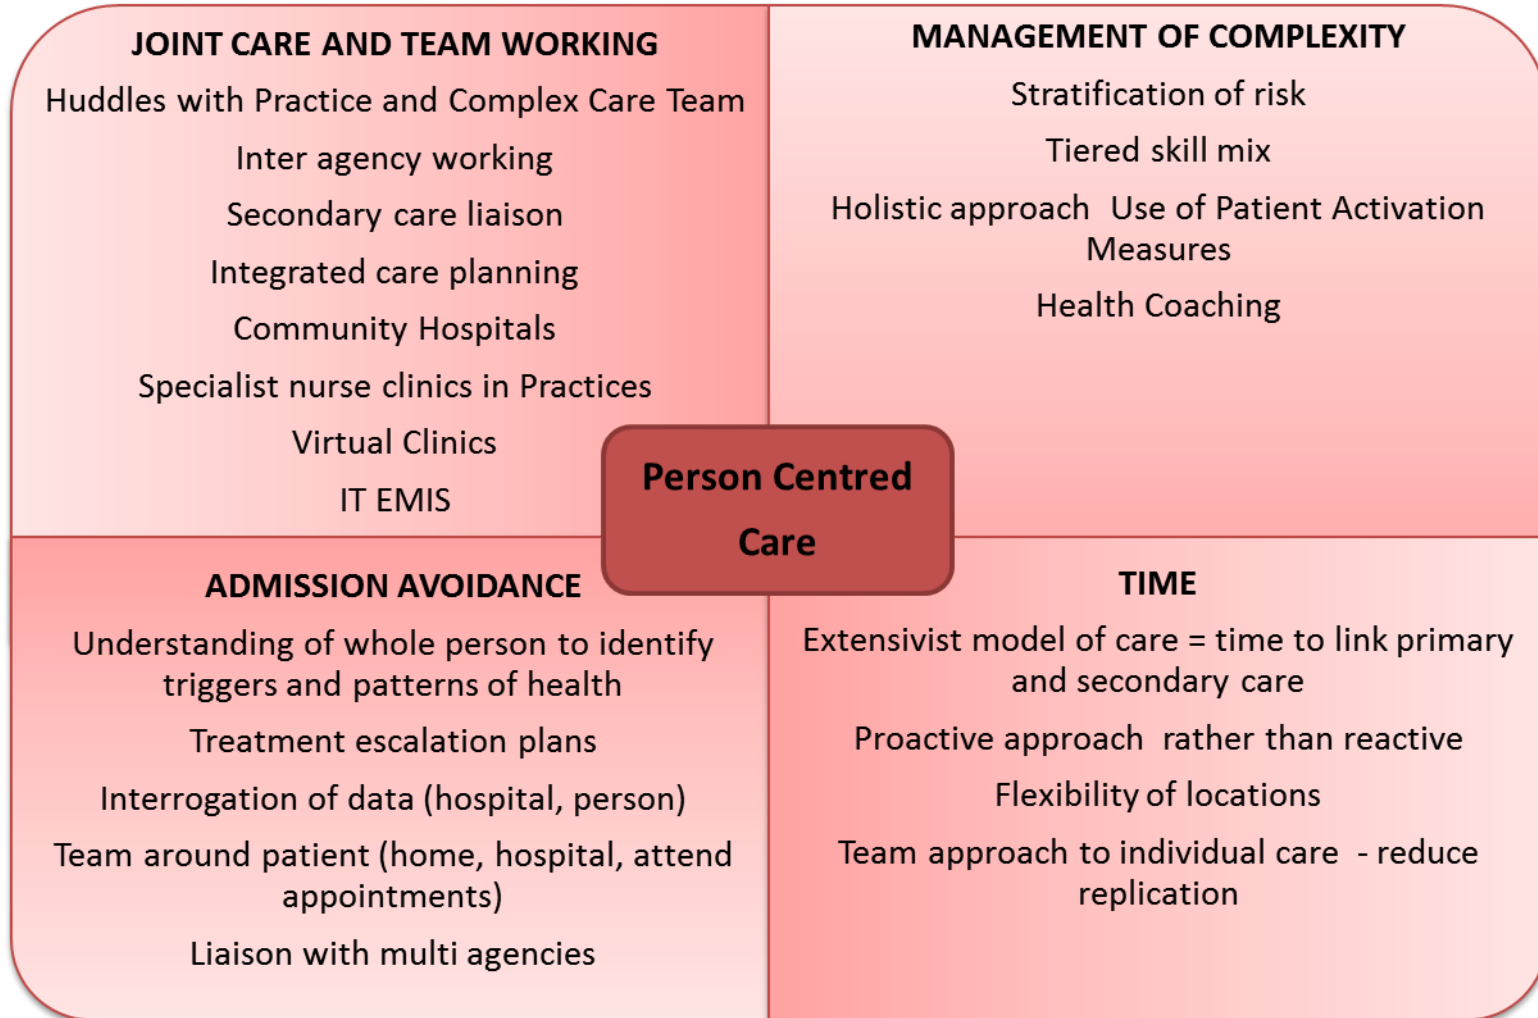 JOINT CARE AND TEAM WORKING
Huddles with Practice and Complex Care Team
Inter agency working
Secondary care liaison
Integrated care planning
Community Hospitals
Specialist nurse clinics in Practices
Virtual Clinics
IT EMIS
MANAGEMENT OF COMPLEXITY
Stratification of risk
Tiered skill mix
Holistic approach  Use of Patient Activation
Measures
Health Coaching
Person Centred
Care
ADMISSION AVOIDANCE
Understanding of whole person to identify
triggers and patterns of health
Treatment escalation plans
Interrogation of data (hospital, person)
Team around patient (home, hospital, attend
appointments)
Liaison with multi agencies
TIME
Extensivist model of care = time to link primary
and secondary care
Proactive approach  rather than reactive
Flexibility of locations
Team approach to individual care  - reduce
replication